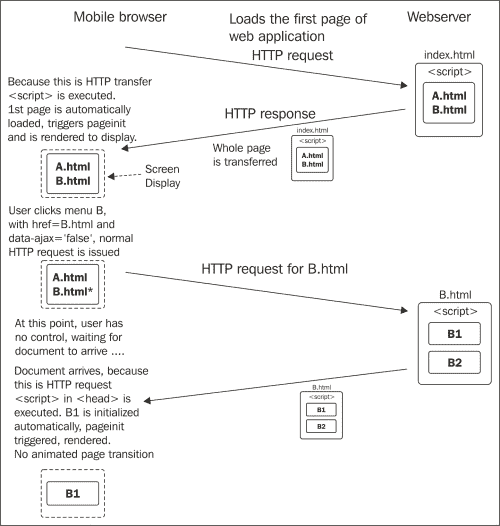 Mobile browser
Loads the first page of
web application
Webserver
HTTP request
index.html
<script>
A.html
B.html
Because this is HTTP transfer
<script> is executed.
1st page is automatically
loaded, triggers pageinit
and is rendered to display.
HTTP response
Whole page
is transferred
index.html
<script>
A.html
B.html
A.html
B.html
Screen
Display
User clicks menu B,
with href=B.html and
data-ajax='false', normal
HTTP request is issued
A.html
B.html*
HTTP request for B.html
B.html
<script>
B1
B2
At this point, user has
no control, waiting for
document to arrive ....
Document arrives, because
this is HTTP request
<script> in <head> is
executed. B1 is initialized
automatically, pageinit
triggered, rendered.
No animated page transition
B.html
<script>
B1
B2
B1